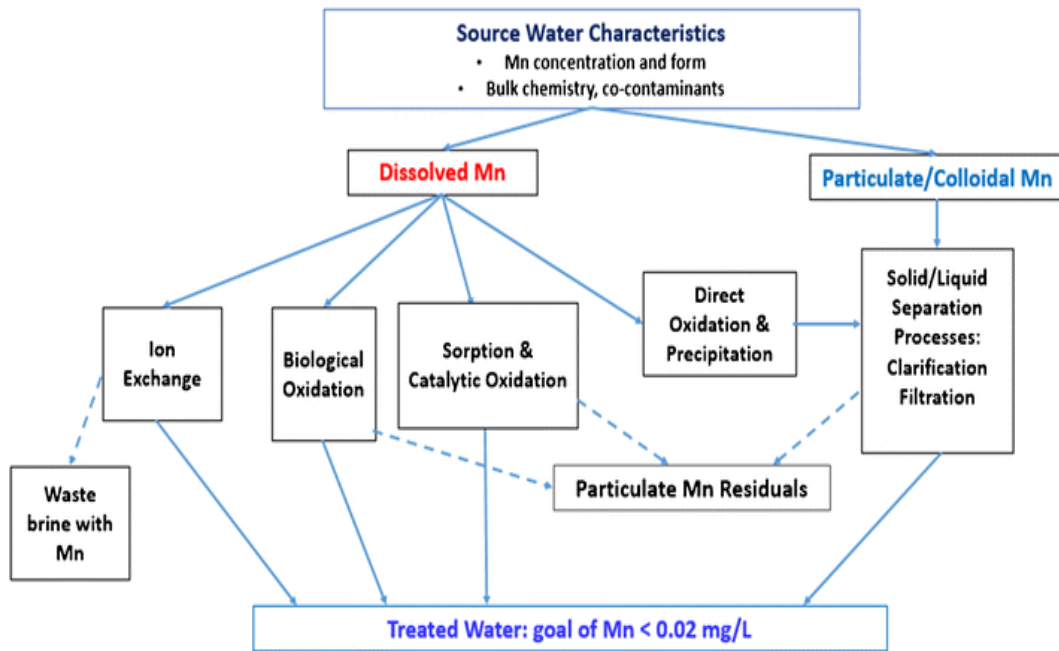 Source Water Characteristics
• Mn concentration and form
• Bulk chemistry, co-contaminants
Dissolved Mn
Particulate/Colloidal Mn
Ion
Exchange
Biological
Oxidation
Sorption &
Catalytic Oxidation
Direct
Oxidation &
Precipitation
Solid/Liquid
Separation
Processes:
Clarification
Filtration
Waste
brine with
Mn
Particulate Mn Residuals
Treated Water: goal of Mn < 0.02 mg/L